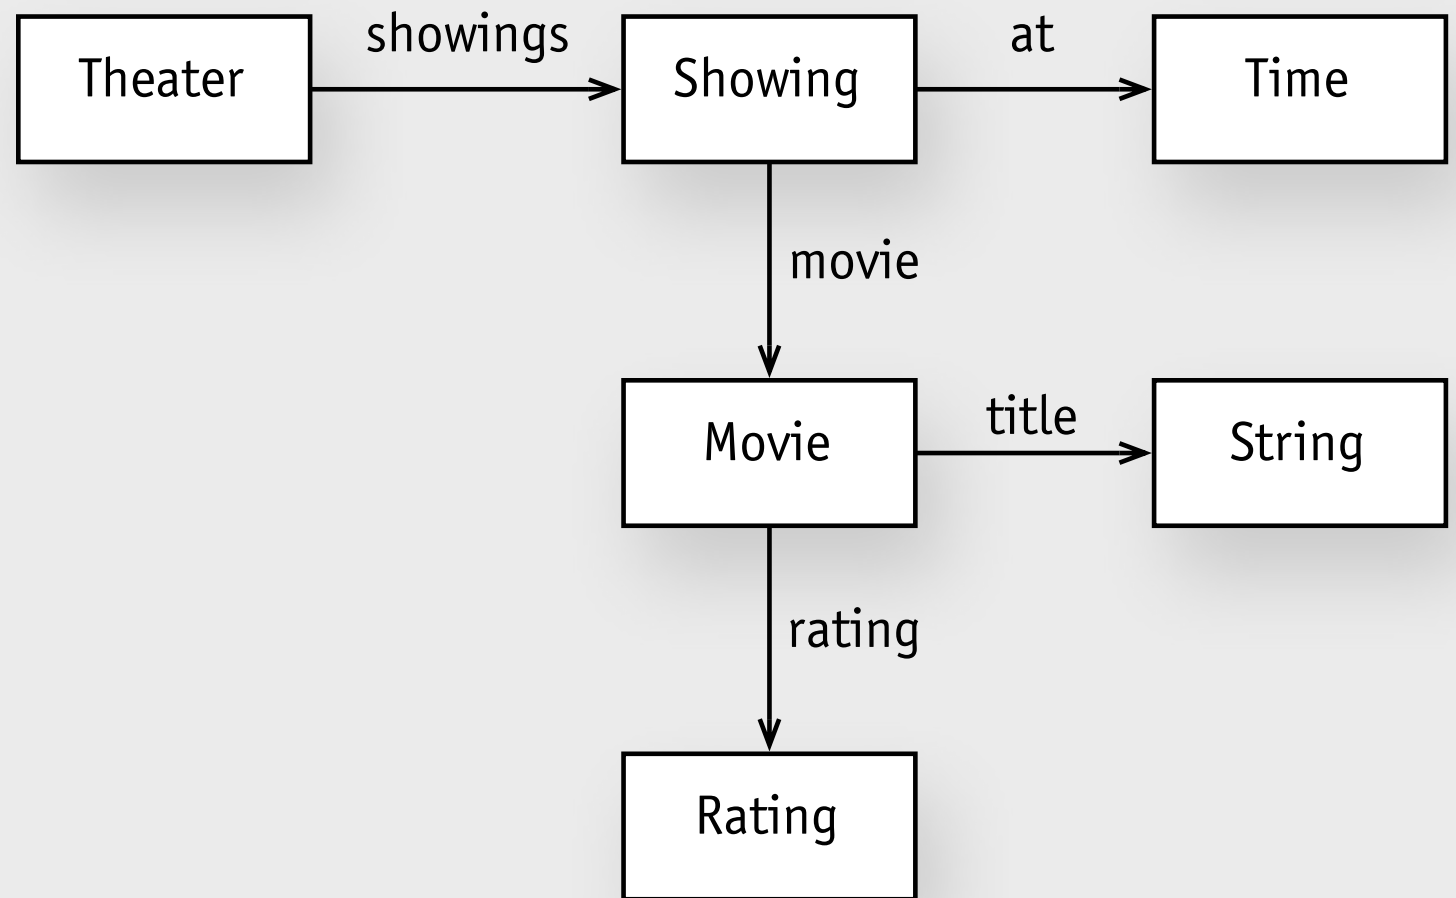 showings
at
Theater
Showing
Time
movie
title
Movie
String
rating
Rating